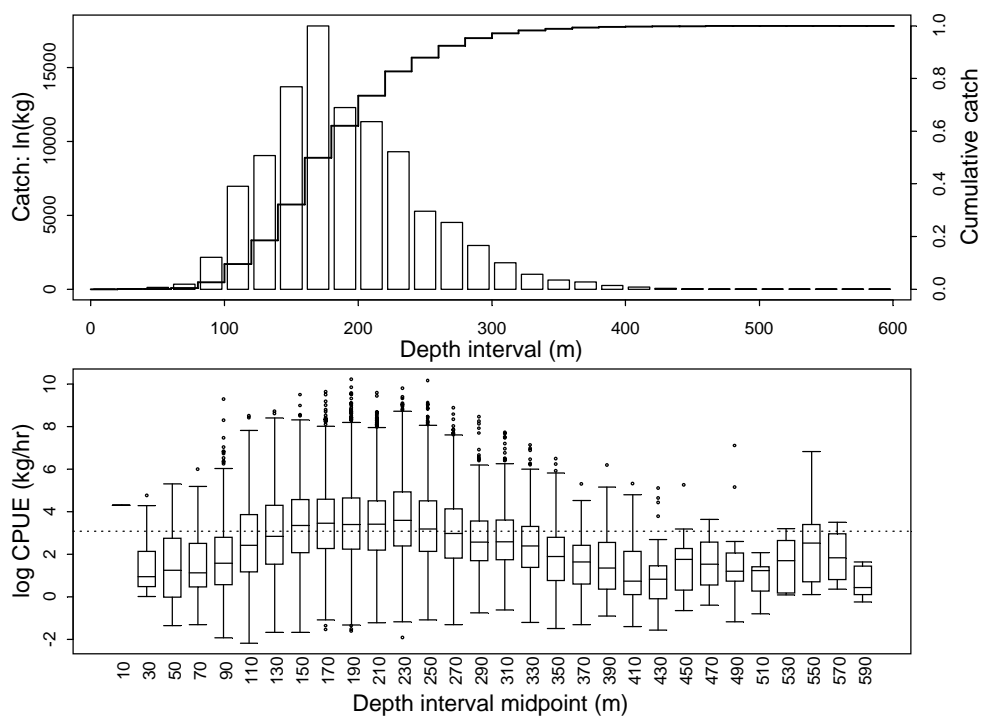 Catch: ln(kg)
15000
10000
5000
0
1.0
0.8
0.6
0.4
0.2
0.0
Cumulative catch
0 100 200 300 400 500 600
Depth interval (m)
log CPUE (kg/hr)
10
8
6
4
2
0
-2
10 30 50 70 90 110 130 150 170 190 210 230 250 270 290 310 330 350 370 390 410 430 450 470 490 510 530 550 570 590
Depth interval midpoint (m)